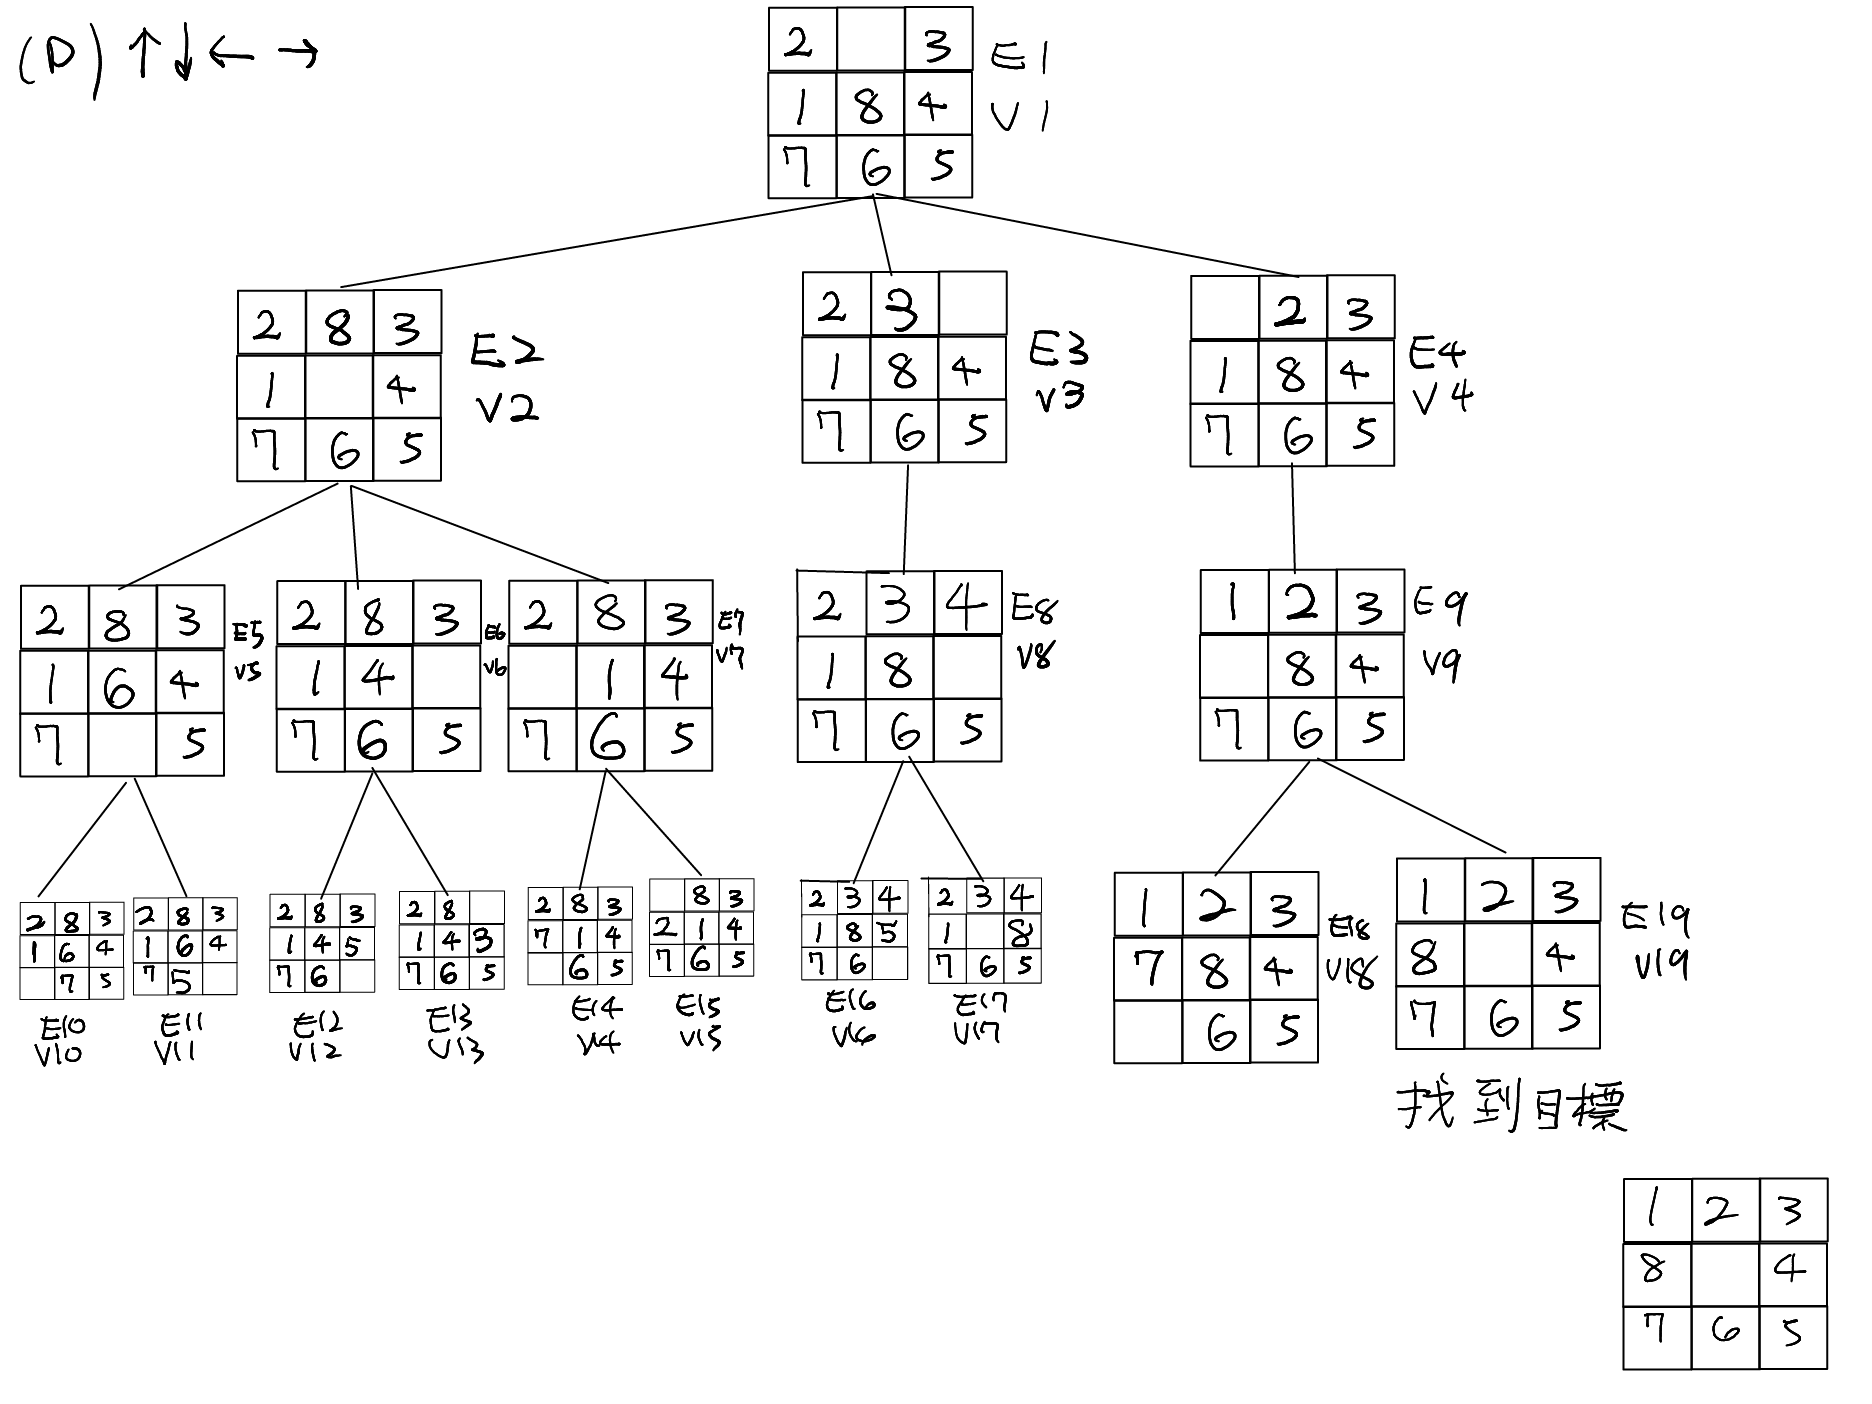 (D) ↑ ↓ ← →
2 3
1 8 4
7 6 5
E1
V1
2 8 3
1 4
7 6 5
E2
V2
2 3
1 8 4
7 6 5
E3
V3
2 3
1 8 4
7 6 5
E4
V4
2 8 3
1 6 4
7 5
E5
V5
2 8 3
1 4
7 6 5
E6
V6
2 8 3
1 4
7 6 5
E7
V7
2 3 4
1 8
7 6 5
E8
V8
1 2 3
8 4
7 6 5
E9
V9
2 8 3
1 6 4
7 5
E10
V10
2 8 3
1 6 4
7 5
E11
V11
2 8 3
1 4 5
7 6
E12
V12
2 8
1 4 3
7 6 5
E13
V13
2 8 3
7 1 4
6 5
E14
V14
8 3
2 1 4
7 6 5
E15
V15
2 3 4
1 8 5
7 6
E16
V16
2 3 4
1 8
7 6 5
E17
V17
1 2 3
7 8 4
6 5
E18
V18
1 2 3
8 4
7 6 5
E19
V19
找到目標
1 2 3
8 4
7 6 5